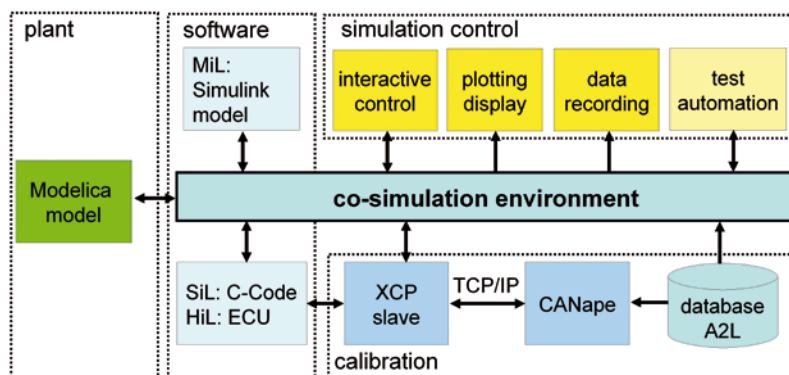 plant
software
simulation control
MiL:
Simulink
model
interactive
control
plotting
display
data
recording
test
automation
Modelica
model
co-simulation environment
SiL: C-Code
HiL: ECU
XCP
slave
TCP/IP
CANape
database
A2L
calibration